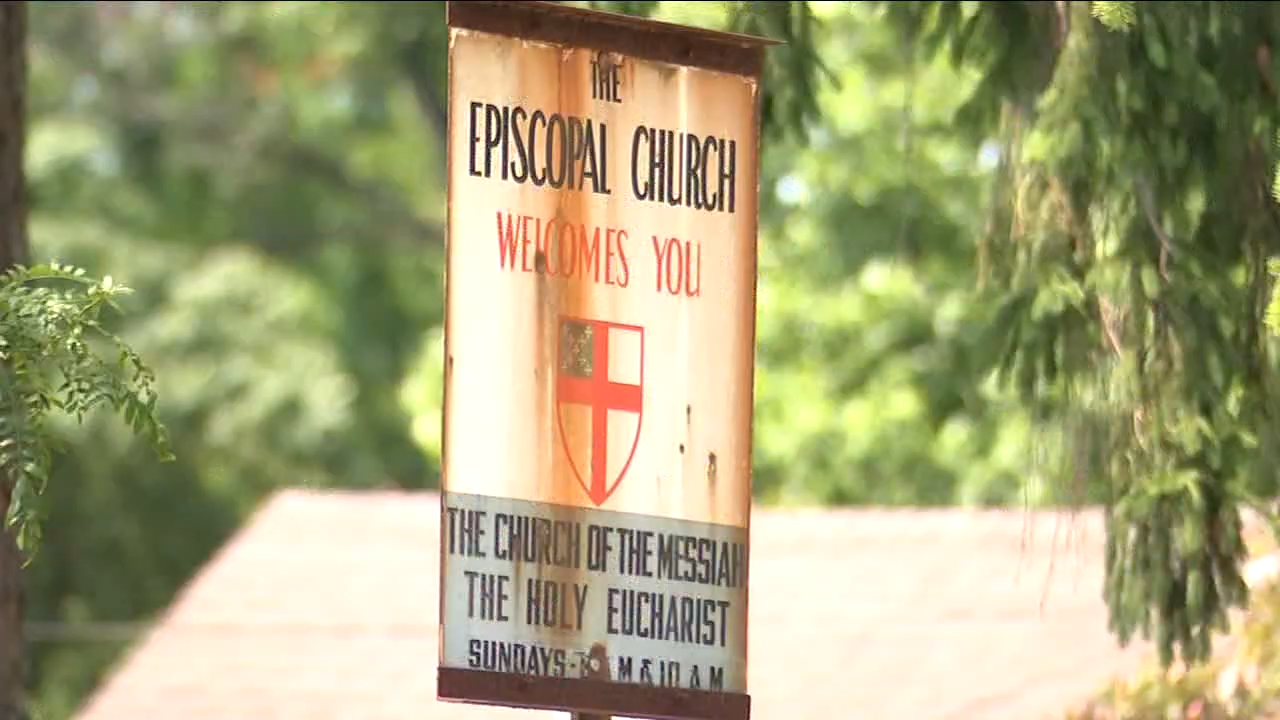 THE
EPISCOPAL CHURCH
WELCOMES YOU
THE CHURCH OF THE MESSIAH
THE HOLY EUCHARIST
SUNDAYS- M & 10 A M